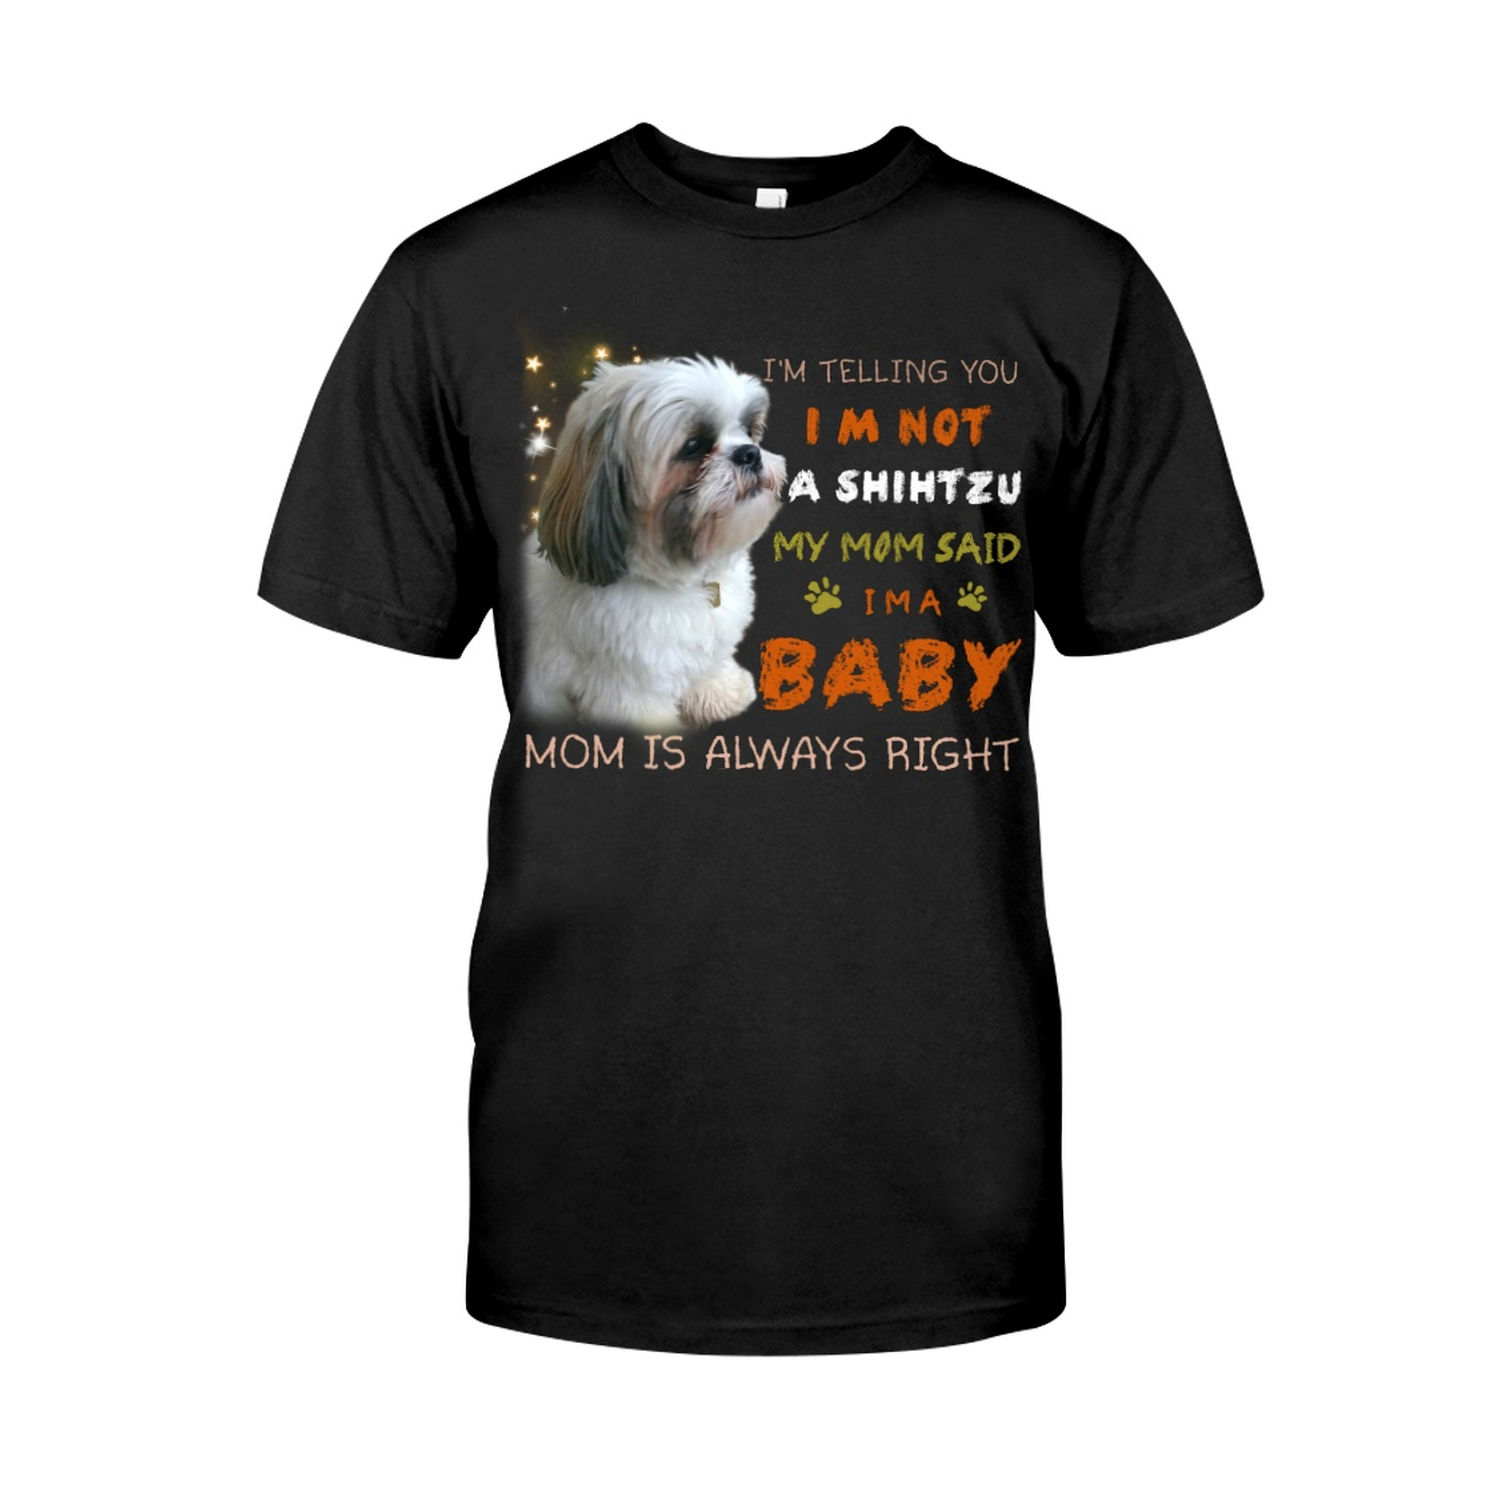 I'M TELLING YOU
I M NOT
A SHIHTZU
MY MOM SAID
I M A
BABY
MOM IS ALWAYS RIGHT